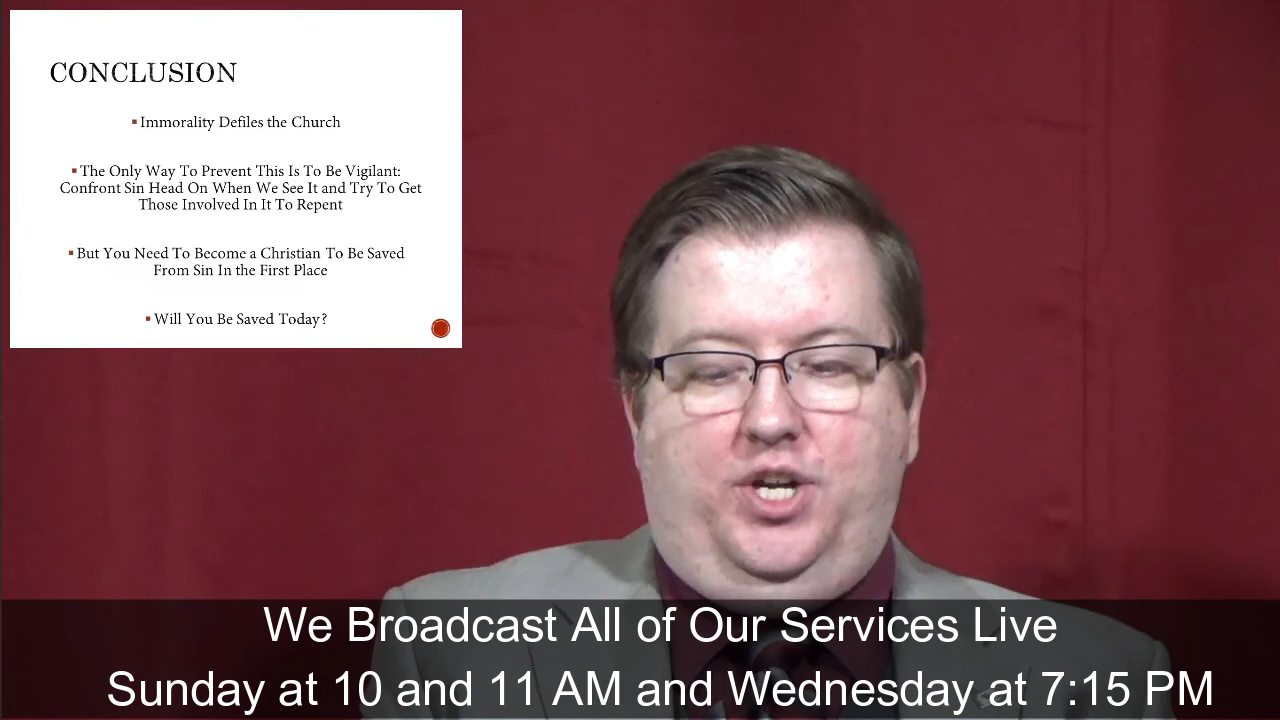 CONCLUSION
▪Immorality Defiles the Church
▪The Only Way To Prevent This Is To Be Vigilant:
Confront Sin Head On When We See It and Try To Get
Those Involved In It To Repent
▪But You Need To Become a Christian To Be Saved
From Sin In the First Place
▪Will You Be Saved Today?
We Broadcast All of Our Services Live
Sunday at 10 and 11 AM and Wednesday at 7:15 PM